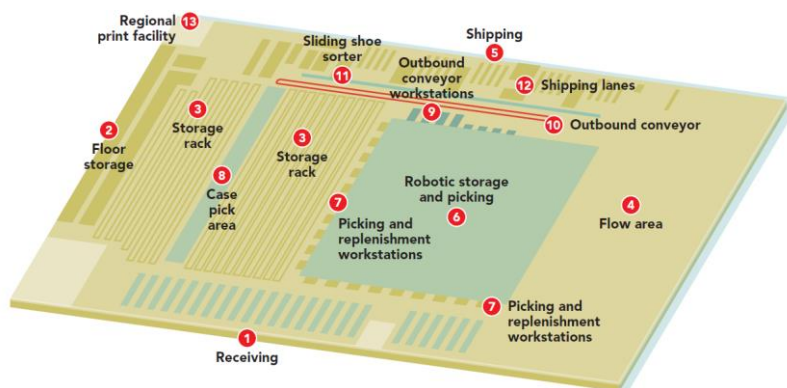 Regional
print facility
13
Shipping
5
Sliding shoe
sorter
11
Outbound
conveyor
workstations
9
12
Shipping lanes
10
Outbound conveyor
3
Storage
rack
2
Floor
storage
3
Storage
rack
8
Case
pick
area
Robotic storage
and picking
6
4
Flow area
7
Picking and
replenishment
workstations
7
Picking and
replenishment
workstations
1
Receiving